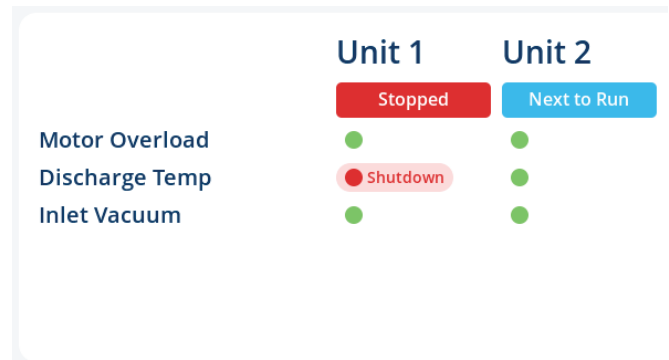 Unit 1 Unit 2
Stopped Next to Run
Motor Overload
Discharge Temp Shutdown
Inlet Vacuum